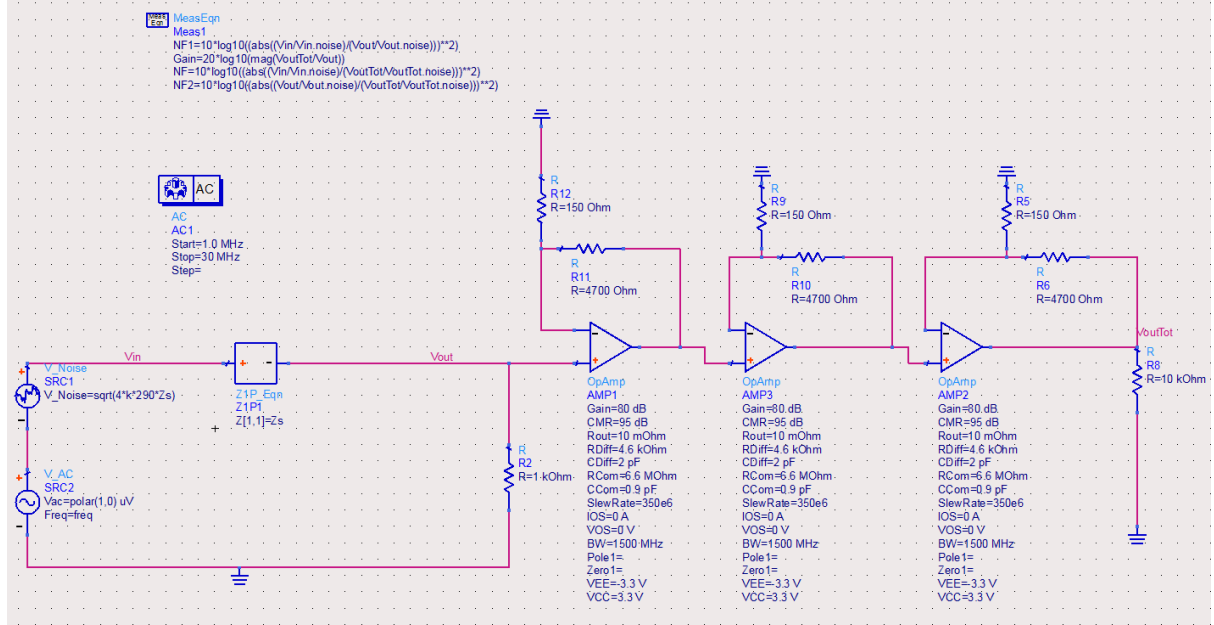 Meas
Eqn
MeasEqn
Meas1
NF1=10*log10((abs((Vin/Vin.noise)/(Vout/Vout.noise)))**2)
Gain=20*log10(mag(VoutTot/Vout))
NF=10*log10((abs((Vin/Vin.noise)/(VoutTot/VoutTot.noise)))**2)
NF2=10*log10((abs((Vout/Vout.noise)/(VoutTot/VoutTot.noise)))**2)
AC
AC
AC1
Start=1.0 MHz
Stop=30 MHz
Step=
R
R12
R=150 Ohm
R
R9
R=150 Ohm
R
R5
R=150 Ohm
R
R11
R=4700 Ohm
R
R10
R=4700 Ohm
R
R6
R=4700 Ohm
Vin
Vout
VoutTot
V_Noise
SRC1
V_Noise=sqrt(4*k*290*Zs)
Z1P_Eqn
Z1P1
Z[1,1]=Zs
V_AC
SRC2
Vac=polar(1,0) uV
Freq=freq
R
R2
R=1 kOhm
R
R8
R=10 kOhm
OpAmp
AMP1
Gain=80 dB
CMR=95 dB
Rout=10 mOhm
RDiff=4.6 kOhm
CDiff=2 pF
RCom=6.6 MOhm
CCom=0.9 pF
SlewRate=350e6
IOS=0 A
VOS=0 V
BW=1500 MHz
Pole1=
Zero1=
VEE=-3.3 V
VCC=3.3 V
OpAmp
AMP3
Gain=80 dB
CMR=95 dB
Rout=10 mOhm
RDiff=4.6 kOhm
CDiff=2 pF
RCom=6.6 MOhm
CCom=0.9 pF
SlewRate=350e6
IOS=0 A
VOS=0 V
BW=1500 MHz
Pole1=
Zero1=
VEE=-3.3 V
VCC=3.3 V
OpAmp
AMP2
Gain=80 dB
CMR=95 dB
Rout=10 mOhm
RDiff=4.6 kOhm
CDiff=2 pF
RCom=6.6 MOhm
CCom=0.9 pF
SlewRate=350e6
IOS=0 A
VOS=0 V
BW=1500 MHz
Pole1=
Zero1=
VEE=-3.3 V
VCC=3.3 V